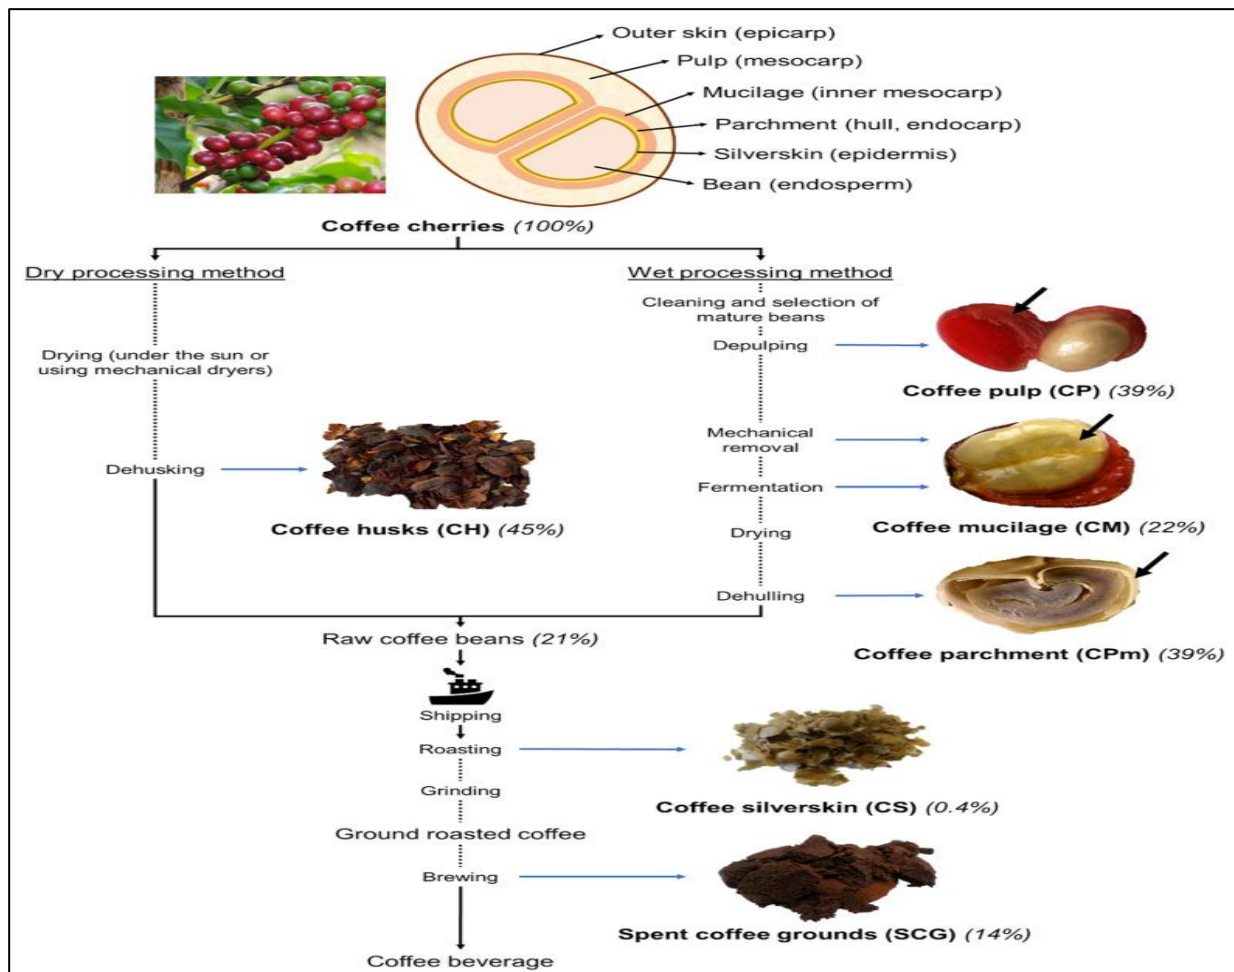 Outer skin (epicarp)
Pulp (mesocarp)
Mucilage (inner mesocarp)
Parchment (hull, endocarp)
Silverskin (epidermis)
Bean (endosperm)
Coffee cherries (100%)
Dry processing method
Drying (under the sun or
using mechanical dryers)
Dehusking
Coffee husks (CH) (45%)
Wet processing method
Cleaning and selection of
mature beans
Depulping
Coffee pulp (CP) (39%)
Mechanical
removal
Fermentation
Coffee mucilage (CM) (22%)
Drying
Dehulling
Coffee parchment (CPm) (39%)
Raw coffee beans (21%)
Shipping
Roasting
Coffee silverskin (CS) (0.4%)
Grinding
Ground roasted coffee
Brewing
Spent coffee grounds (SCG) (14%)
Coffee beverage